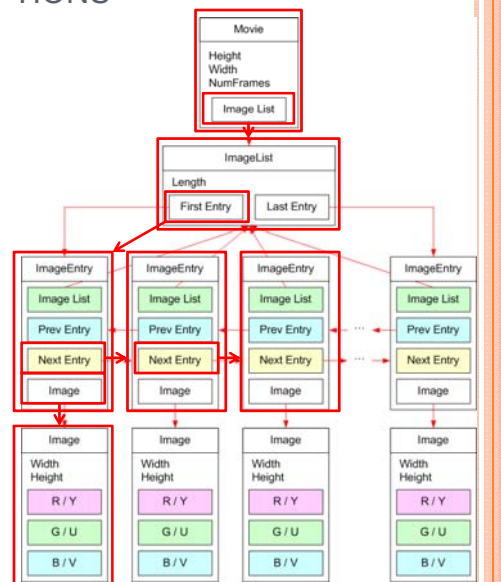 Movie
Height
Width
NumFrames
Image List
ImageList
Length
First Entry Last Entry
ImageEntry ImageEntry ImageEntry ImageEntry
Image List Image List Image List Image List
Prev Entry Prev Entry Prev Entry ... Prev Entry
Next Entry Next Entry Next Entry ... Next Entry
Image Image Image Image
Image Image Image Image
Width Width Width Width
Height Height Height Height
R / Y R / Y R / Y R / Y
G / U G / U G / U G / U
B / V B / V B / V B / V